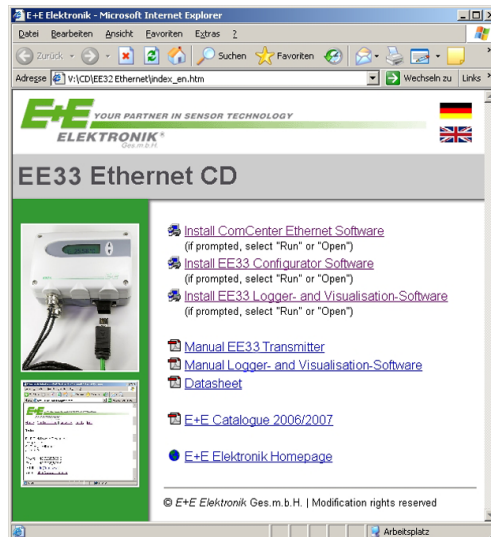 E+E Elektronik - Microsoft Internet Explorer
Datei Bearbeiten Ansicht Favoriten Extras ?
Zurück Suchen Favoriten
Adresse V:\CD\EE32 Ethernet\index_en.htm Wechseln zu Links
E+E YOUR PARTNER IN SENSOR TECHNOLOGY
ELEKTRONIK®
Ges.m.b.H.
EE33 Ethernet CD
Install ComCenter Ethernet Software
(if prompted, select "Run" or "Open")
Install EE33 Configurator Software
(if prompted, select "Run" or "Open")
Install EE33 Logger- and Visualisation-Software
(if prompted, select "Run" or "Open")
Manual EE33 Transmitter
Manual Logger- and Visualisation-Software
Datasheet
E+E Catalogue 2006/2007
E+E Elektronik Homepage
© E+E Elektronik Ges.m.b.H. | Modification rights reserved
Arbeitsplatz